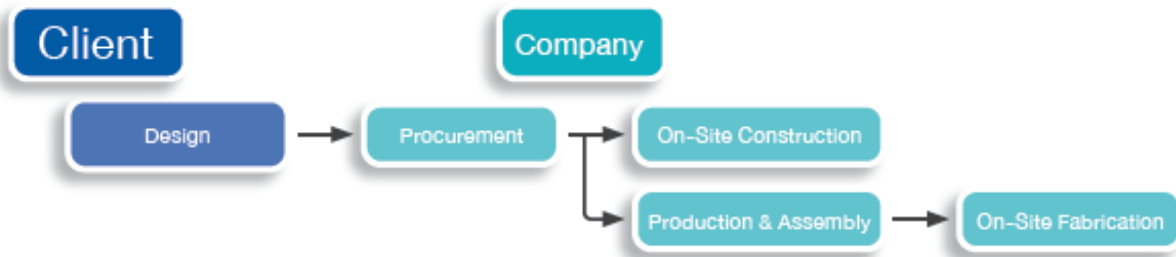 Client
Company
Design
Procurement
On-Site Construction
Production & Assembly
On-Site Fabrication